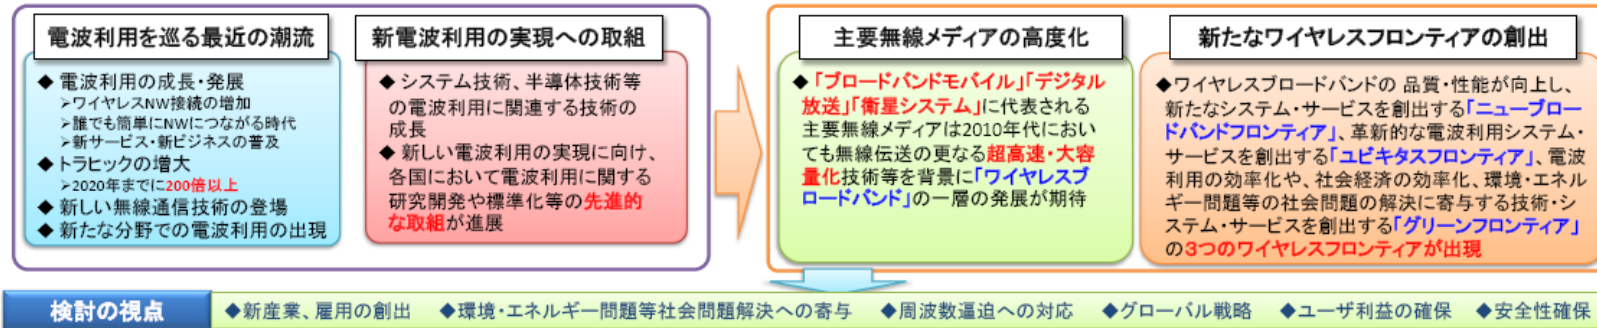 電波利用を巡る最近の潮流
◆ 電波利用の成長・発展
➢ワイヤレスNW接続の増加
➢誰でも簡単にNWにつながる時代
➢新サービス・新ビジネスの普及
◆ トラヒックの増大
➢2020年までに200倍以上
◆ 新しい無線通信技術の登場
◆ 新たな分野での電波利用の出現
新電波利用の実現への取組
◆ システム技術、半導体技術等
の電波利用に関連する技術の
成長
◆ 新しい電波利用の実現に向け、
各国において電波利用に関する
研究開発や標準化等の先進的
な取組が進展
主要無線メディアの高度化
◆「ブロードバンドモバイル」「デジタル
放送」「衛星システム」に代表される
主要無線メディアは2010年代におい
ても無線伝送の更なる超高速・大容
量化技術等を背景に「ワイヤレスブ
ロードバンド」の一層の発展が期待
新たなワイヤレスフロンティアの創出
◆ワイヤレスブロードバンドの 品質・性能が向上し、
新たなシステム・サービスを創出する「ニューブロー
ドバンドフロンティア」、革新的な電波利用システム・
サービスを創出する「ユビキタスフロンティア」、電波
利用の効率化や、社会経済の効率化、環境・エネル
ギー問題等の社会問題の解決に寄与する技術・シ
ステム・サービスを創出する「グリーンフロンティア」
の3つのワイヤレスフロンティアが出現
検討の視点
◆新産業、雇用の創出 ◆環境・エネルギー問題等社会問題解決への寄与 ◆周波数逼迫への対応 ◆グローバル戦略 ◆ユーザ利益の確保 ◆安全性確保